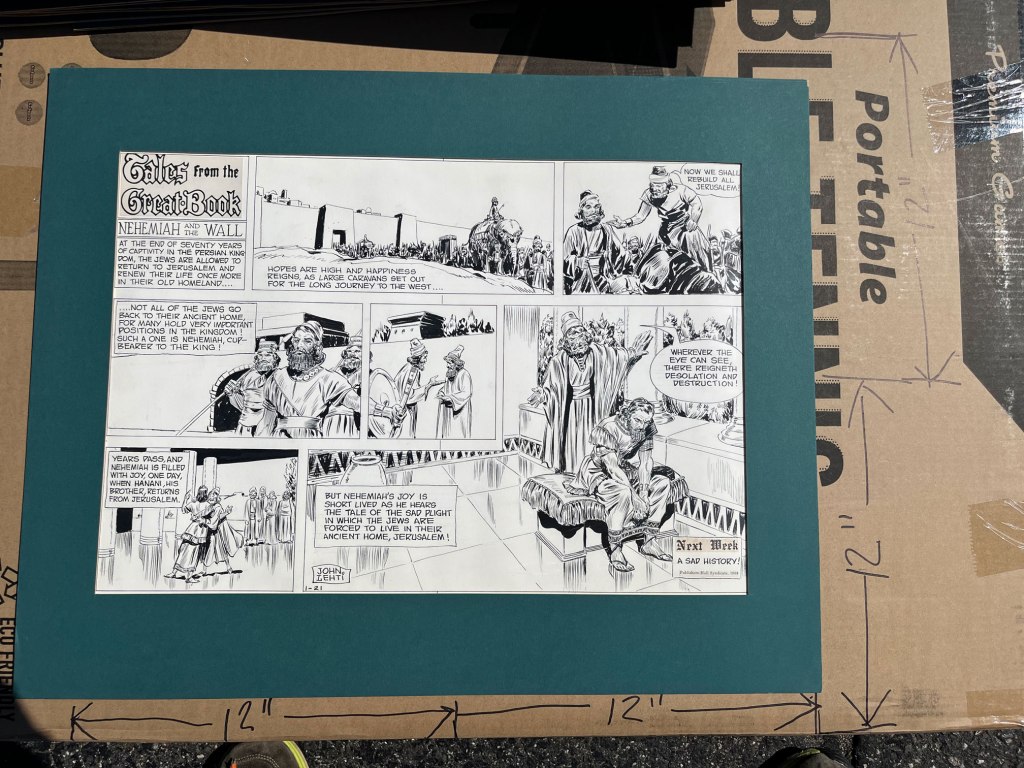 Tales From the
Great Book
NEHEMIAH AND THE WALL
AT THE END OF SEVENTY YEARS
OF CAPTIVITY IN THE PERSIAN KING
DOM, THE JEWS ARE ALLOWED TO
RETURN TO JERUSALEM AND
RENEW THEIR LIFE ONCE MORE
IN THEIR OLD HOMELAND....
HOPES ARE HIGH AND HAPPINESS
REIGNS, AS LARGE CARAVANS SET OUT
FOR THE LONG JOURNEY TO THE WEST....
NOW WE SHALL
REBUILD ALL
JERUSALEM!
....NOT ALL OF THE JEWS GO
BACK TO THEIR ANCIENT HOME,
FOR MANY HOLD VERY IMPORTANT
POSITIONS IN THE KINGDOM!
SUCH A ONE IS NEHEMIAH, CUP-
BEARER TO THE KING!
WHEREVER THE
EYE CAN SEE,
THERE REIGNETH
DESOLATION AND
DESTRUCTION!
YEARS PASS, AND
NEHEMIAH IS FILLED
WITH JOY, ONE DAY,
WHEN HANANI, HIS
BROTHER, RETURNS
FROM JERUSALEM.
BUT NEHEMIAH'S JOY IS
SHORT LIVED AS HE HEARS
THE TALE OF THE SAD PLIGHT
IN WHICH THE JEWS ARE
FORCED TO LIVE IN THEIR
ANCIENT HOME, JERUSALEM!
JOHN
LEHTI
1-21
Next Week
A SAD HISTORY!
Portable
BLE TENNIS
12"
12"
12"
12"
ECO FRIENDLY